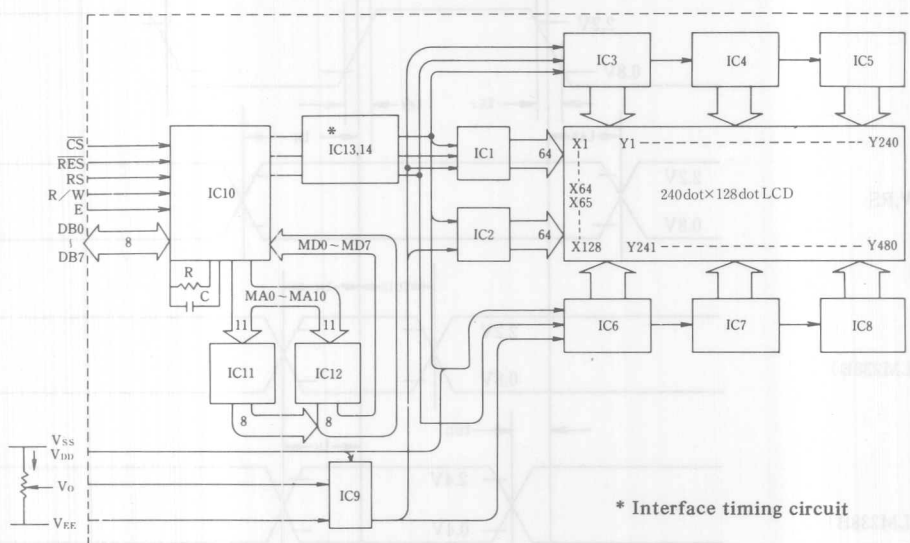 IC3
IC4
IC5
CS
RES
RS
R/W
E
DB0
DB7
8
IC10
*
IC13,14
IC1
64
IC2
64
X1
X64
X65
X128
Y1
Y240
240dot×128dot LCD
Y241
Y480
R
C
MD0~MD7
MA0~MA10
11
11
IC11
IC12
8
8
IC6
IC7
IC8
VSS
VDD
VO
VEE
IC9
* Interface timing circuit